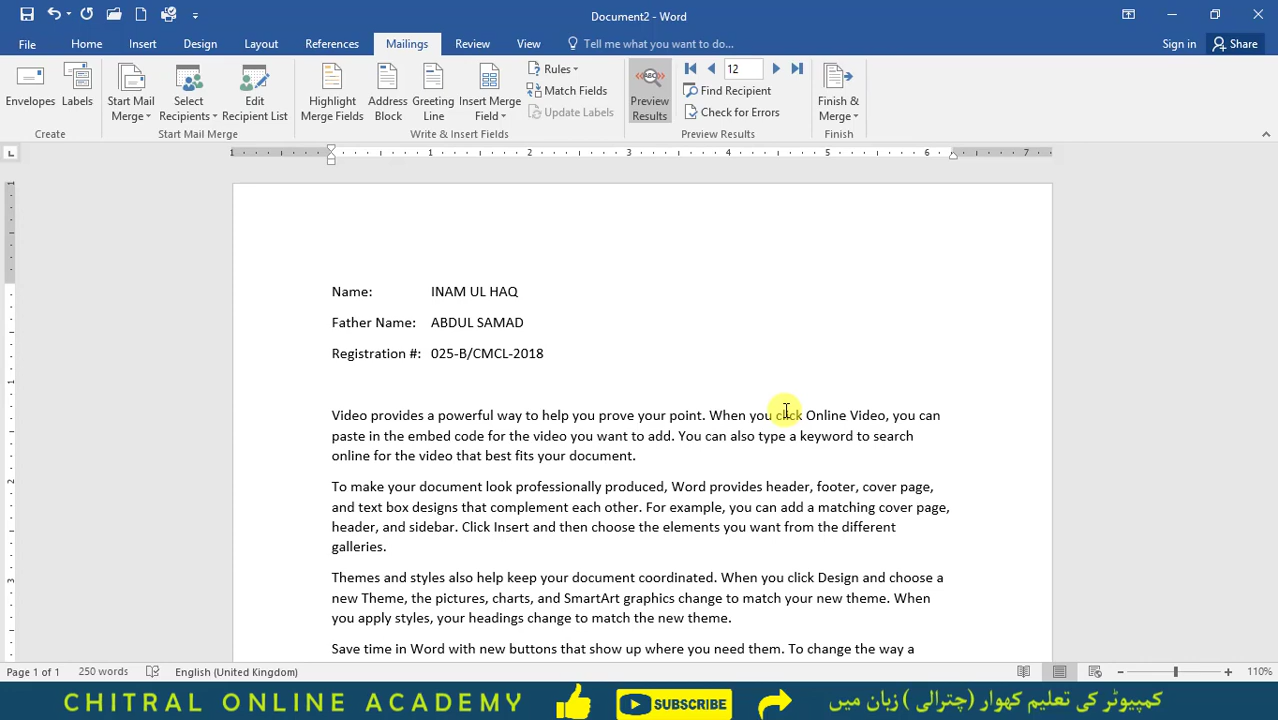 Document2 - Word
File Home Insert Design Layout References Mailings Review View Tell me what you want to do... Sign in Share
Envelopes Labels
Create
Start Mail Merge
Select Recipients
Edit Recipient List
Start Mail Merge
Highlight Merge Fields
Address Block
Greeting Line
Insert Merge Field
Rules
Match Fields
Update Labels
Write & Insert Fields
ABC
Preview Results
12
Find Recipient
Check for Errors
Preview Results
Finish & Merge
Finish
1 1 2 3 4 5 6 7
1 1 2 3
Name: INAM UL HAQ
Father Name: ABDUL SAMAD
Registration #: 025-B/CMCL-2018
Video provides a powerful way to help you prove your point. When you click Online Video, you can
paste in the embed code for the video you want to add. You can also type a keyword to search
online for the video that best fits your document.
To make your document look professionally produced, Word provides header, footer, cover page,
and text box designs that complement each other. For example, you can add a matching cover page,
header, and sidebar. Click Insert and then choose the elements you want from the different
galleries.
Themes and styles also help keep your document coordinated. When you click Design and choose a
new Theme, the pictures, charts, and SmartArt graphics change to match your new theme. When
you apply styles, your headings change to match the new theme.
Save time in Word with new buttons that show up where you need them. To change the way a
Page 1 of 1 250 words English (United Kingdom) 110%
CHITRAL ONLINE ACADEMY SUBSCRIBE کمپیوٹر کی تعلیم کھوار (چترالی) زبان میں